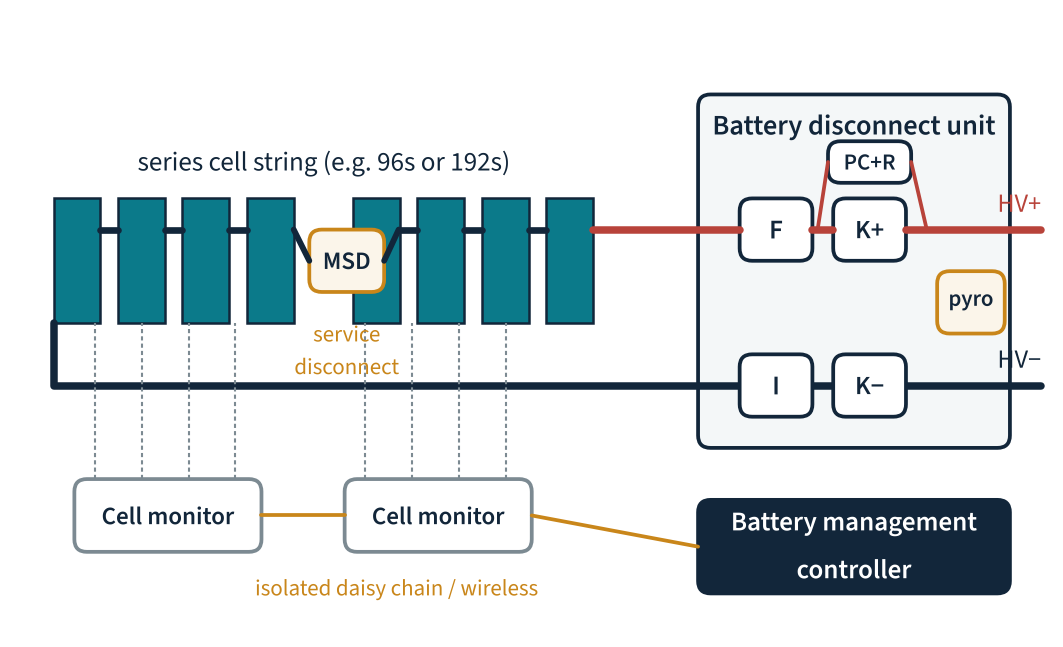 Battery disconnect unit
series cell string (e.g. 96s or 192s)
PC+R
HV+
F
K+
MSD
pyro
service
disconnect
HV−
I
K−
Cell monitor
Cell monitor
Battery management
controller
isolated daisy chain / wireless